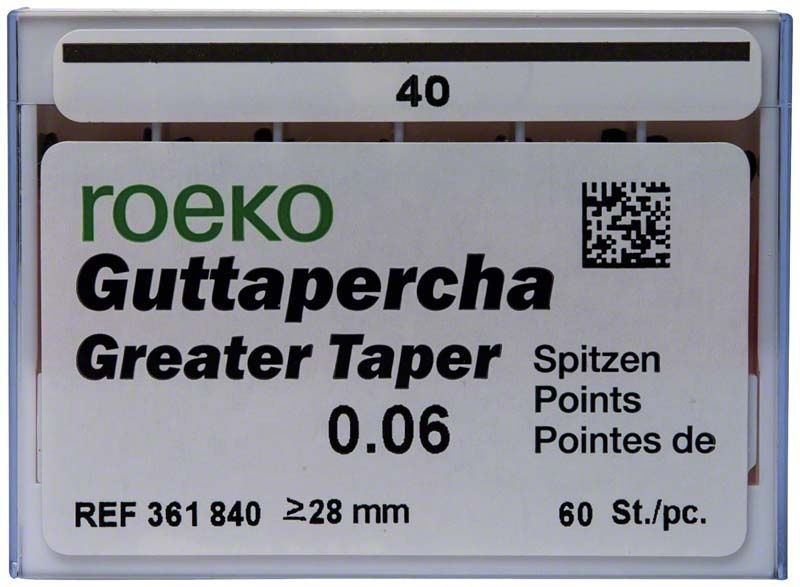 40
roeko
Guttapercha
Greater Taper
0.06
Spitzen
Points
Pointes de
REF 361 840 ≥28 mm 60 St./pc.